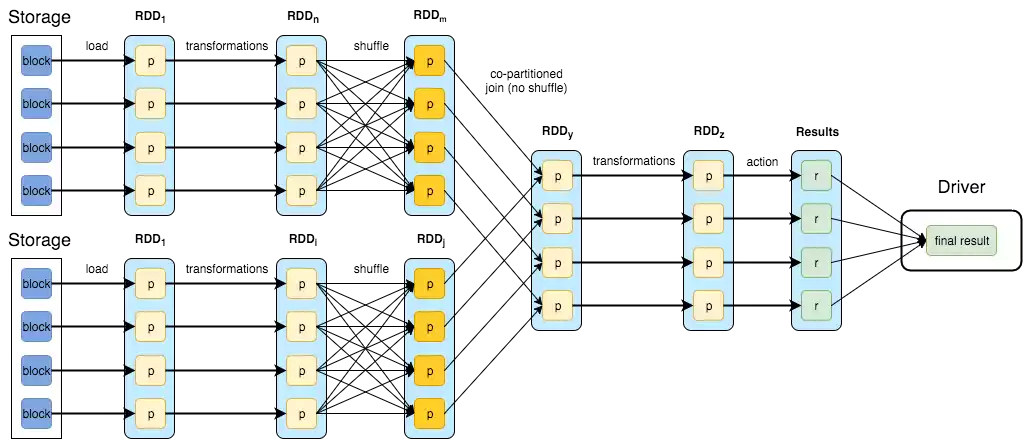 Storage
RDD1
RDDn
RDDm
load
transformations
shuffle
block
p
p
p
block
p
p
p
block
p
p
p
block
p
p
p
co-partitioned
join (no shuffle)
RDDy
RDDz
Results
transformations
action
p
p
r
p
p
r
p
p
r
p
p
r
Driver
final result
Storage
RDD1
RDDi
RDDj
load
transformations
shuffle
block
p
p
p
block
p
p
p
block
p
p
p
block
p
p
p